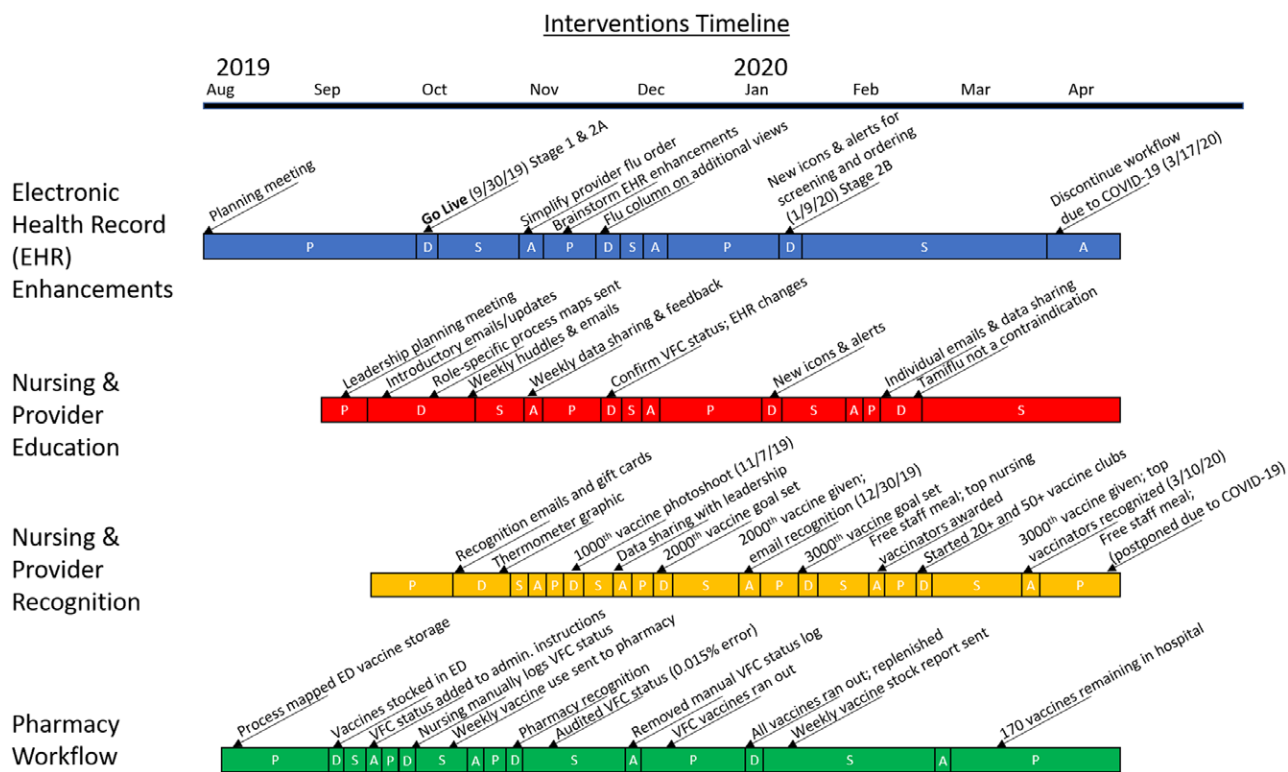 Interventions Timeline
2019
2020
Aug
Sep
Oct
Nov
Dec
Jan
Feb
Mar
Apr
Electronic
Health Record
(EHR)
Enhancements
Planning meeting
Go Live (9/30/19) Stage 1 & 2A
Simplify provider flu order
Brainstorm EHR enhancements
Flu column on additional views
New icons & alerts for
screening and ordering
(1/9/20) Stage 2B
Discontinue workflow
due to COVID-19 (3/17/20)
P D S A P D S A P D S A
Nursing &
Provider
Education
Leadership planning meeting
Introductory emails/updates
Role-specific process maps sent
Weekly huddles & emails
Weekly data sharing & feedback
Confirm VFC status; EHR changes
New icons & alerts
Individual emails & data sharing
Tamiflu not a contraindication
P D S A P D S A P D S A P D S
Nursing &
Provider
Recognition
Recognition emails and gift cards
Thermometer graphic
1000th vaccine photoshoot (11/7/19)
Data sharing with leadership
2000th vaccine goal set
2000th vaccine given;
email recognition (12/30/19)
3000th vaccine goal set
Free staff meal; top nursing
vaccinators awarded
Started 20+ and 50+ vaccine clubs
3000th vaccine given; top
vaccinators recognized (3/10/20)
Free staff meal;
(postponed due to COVID-19)
P D S A P D S A P D S A P D S A P D S A P
Pharmacy
Workflow
Process mapped ED vaccine storage
Vaccines stocked in ED
VFC status added to admin. instructions
Nursing manually logs VFC status
Weekly vaccine use sent to pharmacy
Pharmacy recognition
Audited VFC status (0.015% error)
Removed manual VFC status log
VFC vaccines ran out
All vaccines ran out; replenished
Weekly vaccine stock report sent
170 vaccines remaining in hospital
P D S A P D S A P D S A P D S A P